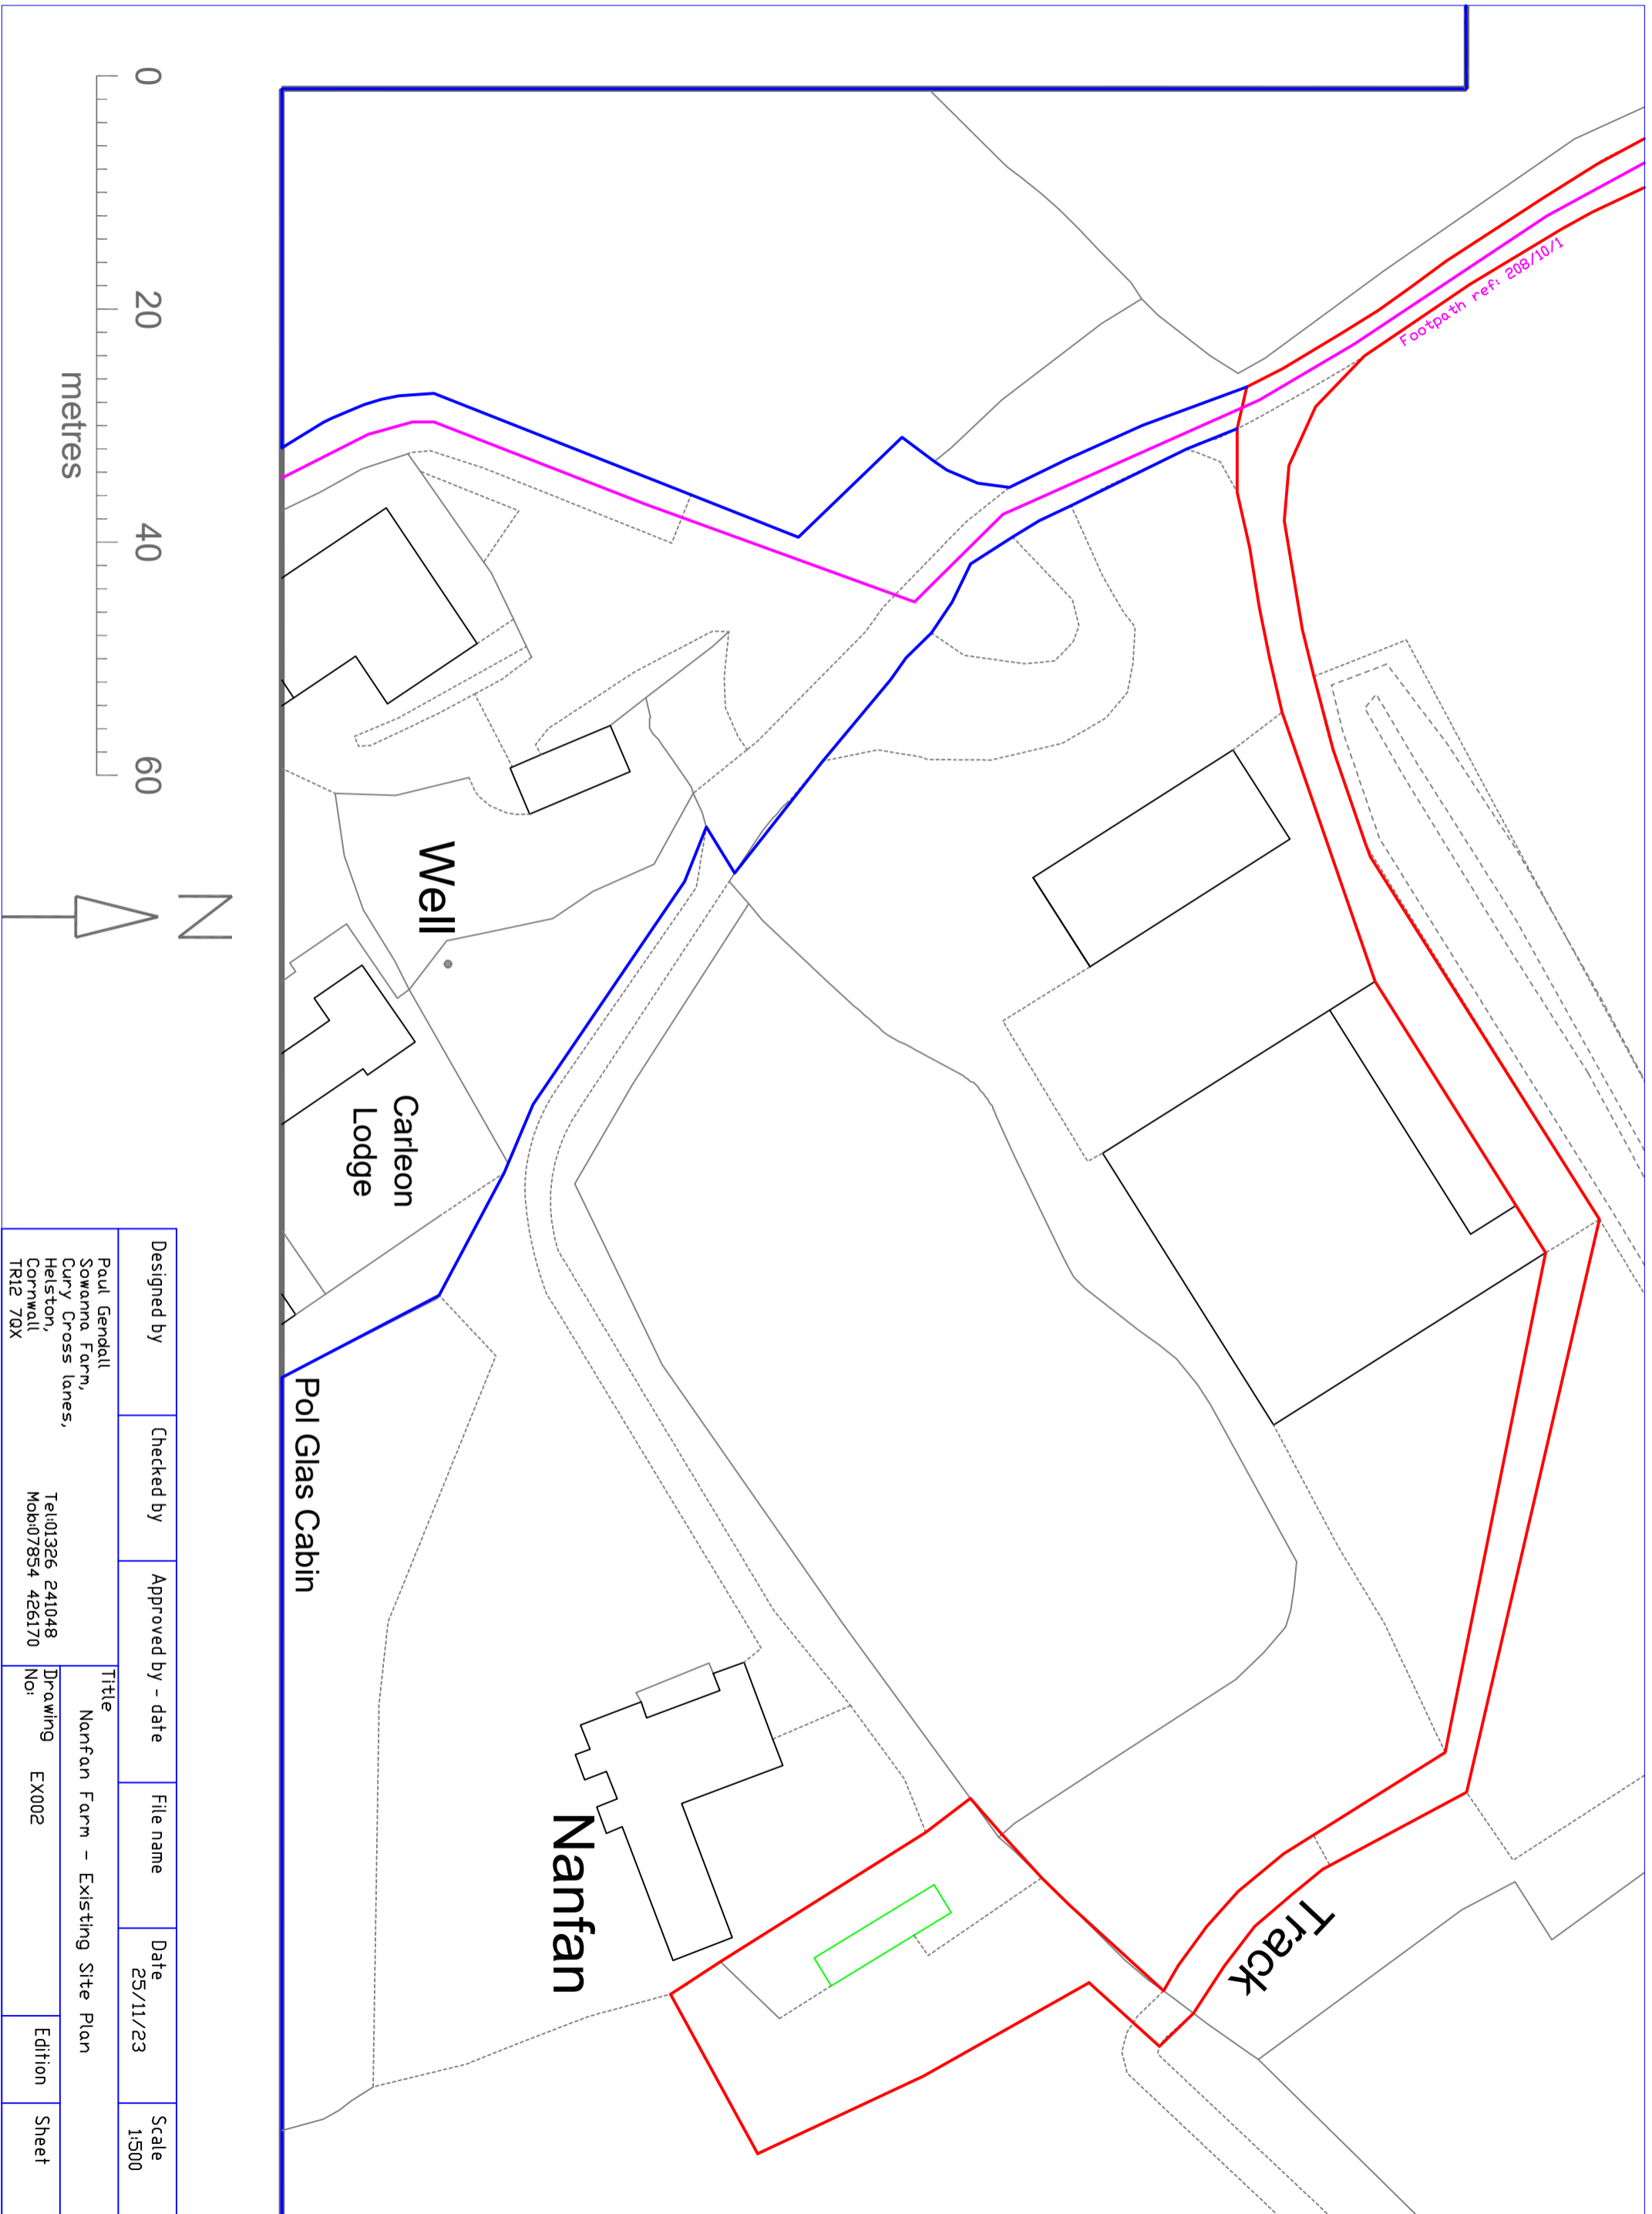 Footpath ref: 208/10/1
Track
Well
Carleon
Lodge
Nanfan
Pol Glas Cabin
0
20
40
60
metres
N
Designed by
Checked by
Approved by - date
File name
Date
25/11/23
Scale
1:500
Paul Gendall
Sowanna Farm,
Cury Cross lanes,
Helston,
Cornwall
TR12 7QX
Tel:01326 241048
Mob:07854 426170
Title
Nanfan Farm - Existing Site Plan
Drawing
No:
EX002
Edition
Sheet